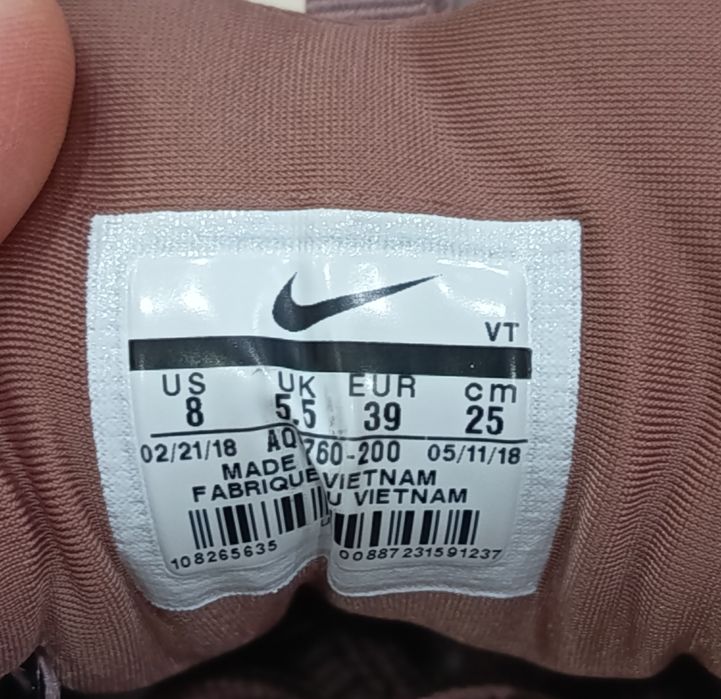 VT
US UK EUR cm
8 5.5 39 25
02/21/18 AQ 760-200 05/11/18
MADE VIETNAM
FABRIQUE U VIETNAM
108265635 00887231591237